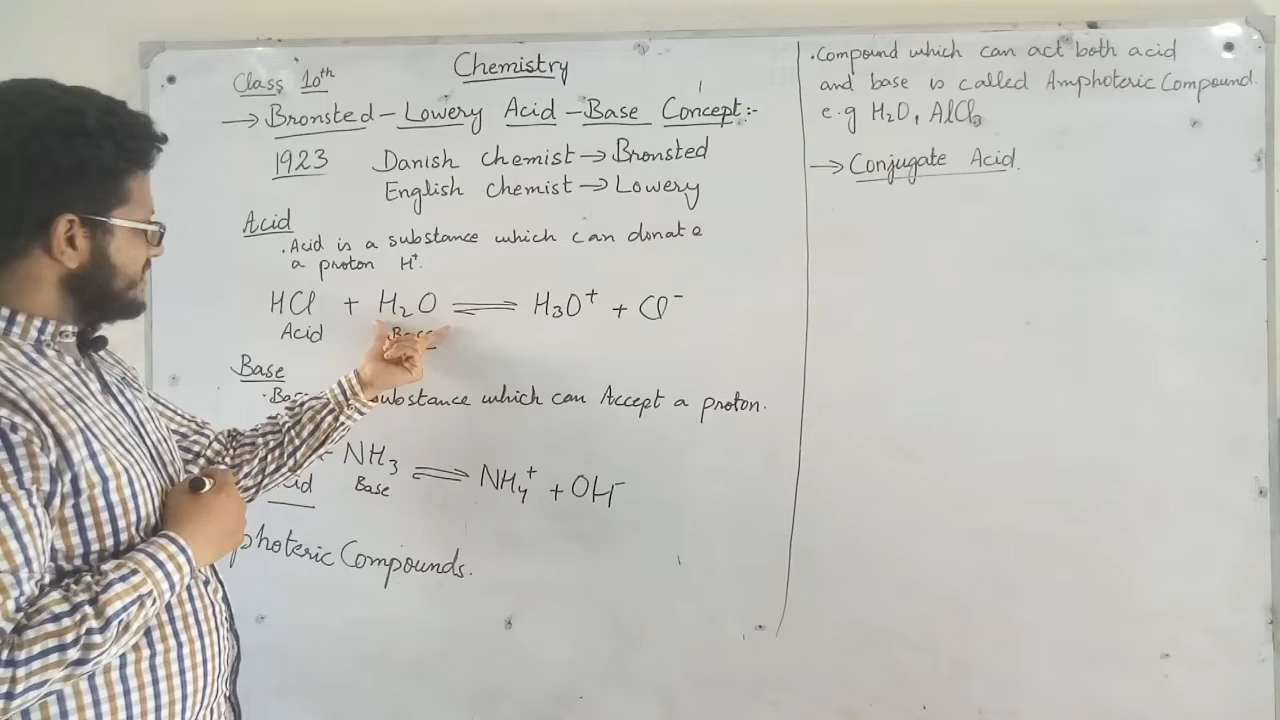 Chemistry
Class 10th
→ Bronsted - Lowery Acid - Base Concept:-
1923 Danish chemist → Bronsted
English chemist → Lowery
Acid
. Acid is a substance which can donate
a proton H⁺.
HCl + H₂O ⇌ H₃O⁺ + Cl⁻
Acid
Base
substance which can Accept a proton.
NH₃ ⇌ NH₄⁺ + OH⁻
Base
Compounds.
. Compound which can act both acid
and base is called Amphoteric Compound.
e.g H₂O, AlCl₃
→ Conjugate Acid.